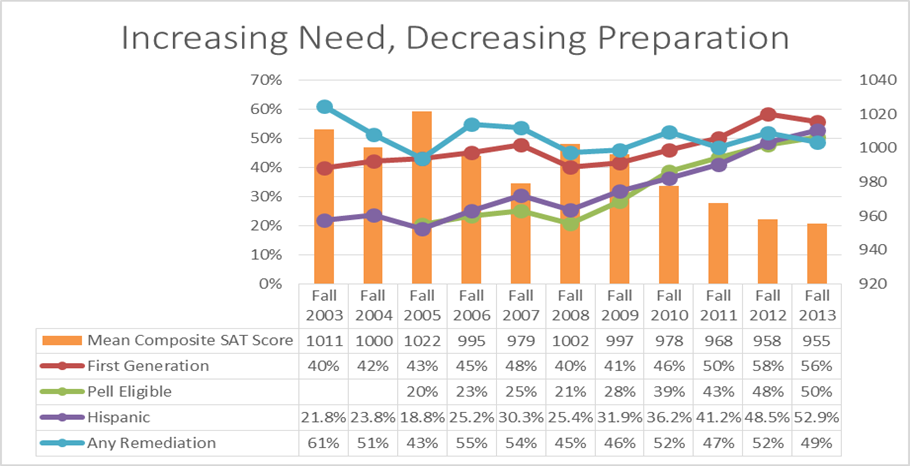 Increasing Need, Decreasing Preparation
70% 1040
60% 1020
50% 1000
40% 980
30% 960
20% 940
10% 920
0%
Fall Fall Fall Fall Fall Fall Fall Fall Fall Fall Fall
2003 2004 2005 2006 2007 2008 2009 2010 2011 2012 2013
Mean Composite SAT Score 1011 1000 1022 995 979 1002 997 978 968 958 955
First Generation 40% 42% 43% 45% 48% 40% 41% 46% 50% 58% 56%
Pell Eligible 20% 23% 25% 21% 28% 39% 43% 48% 50%
Hispanic 21.8% 23.8% 18.8% 25.2% 30.3% 25.4% 31.9% 36.2% 41.2% 48.5% 52.9%
Any Remediation 61% 51% 43% 55% 54% 45% 46% 52% 47% 52% 49%